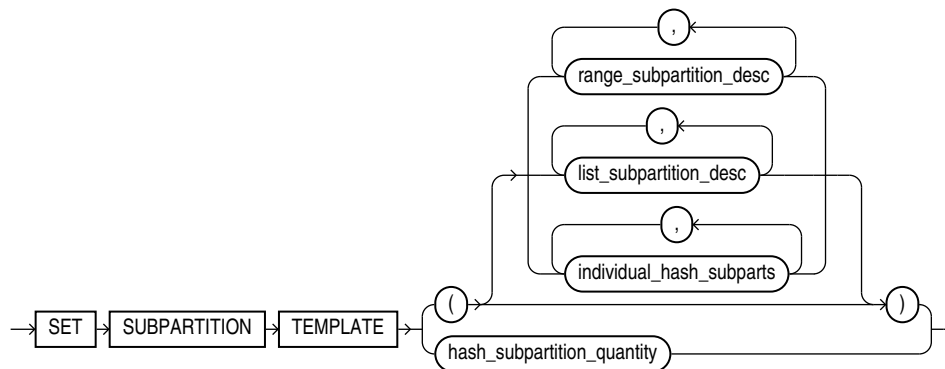 ,
range_subpartition_desc
,
list_subpartition_desc
,
individual_hash_subparts
( )
SET SUBPARTITION TEMPLATE
hash_subpartition_quantity